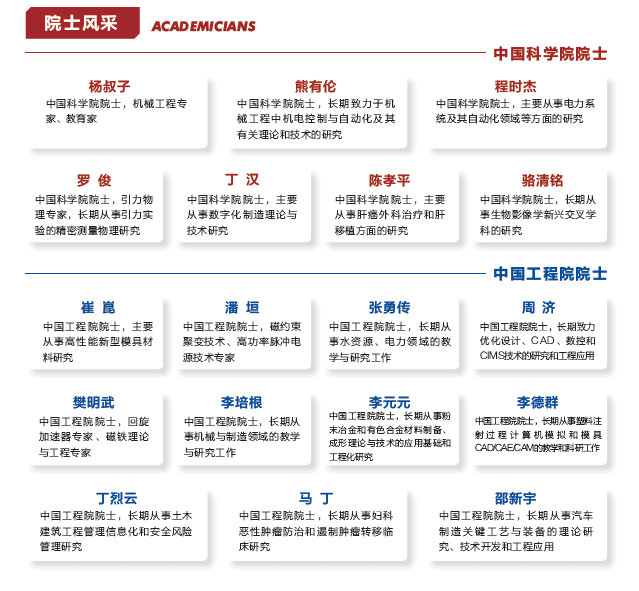 院士风采
ACADEMICIANS
中国科学院院士
杨叔子
中国科学院院士，机械工程专
家、教育家
熊有伦
中国科学院院士，长期致力于机
械工程中机电控制与自动化及其
有关理论和技术的研究
程时杰
中国科学院院士，主要从事电力系
统及其自动化领域等方面的研究
罗 俊
中国科学院院士，引力物
理专家，长期从事引力实
验的精密测量物理研究
丁 汉
中国科学院院士，主要
从事数字化制造理论与
技术研究
陈孝平
中国科学院院士，主要
从事肝癌外科治疗和肝
移植方面的研究
骆清铭
中国科学院院士，长期从
事生物影像学新兴交叉学
科的研究
中国工程院院士
崔 崑
中国工程院院士，主要
从事高性能新型模具材
料研究
潘 垣
中国工程院院士，磁约束
聚变技术、高功率脉冲电
源技术专家
张勇传
中国工程院院士，长期从
事水资源、电力领域的教
学与研究工作
周 济
中国工程院院士，长期致力
优化设计、CAD、数控和
CIMS技术的研究和工程应用
樊明武
中国工程院院士，回旋
加速器专家、磁铁理论
与工程专家
李培根
中国工程院院士，长期从
事机械与制造领域的教学
与研究工作
李元元
中国工程院院士，长期从事粉
末冶金和有色合金材料制备、
成形理论与技术的应用基础和
工程化研究
李德群
中国工程院院士，长期从事塑料注
射过程计算机模拟和模具
CAD/CAE/CAM的教学和科研工作
丁烈云
中国工程院院士，长期从事土木
建筑工程管理信息化和安全风险
管理研究
马 丁
中国工程院院士，长期从事妇科
恶性肿瘤防治和遏制肿瘤转移临
床研究
邵新宇
中国工程院院士，长期从事汽车
制造关键工艺与装备的理论研
究、技术开发和工程应用